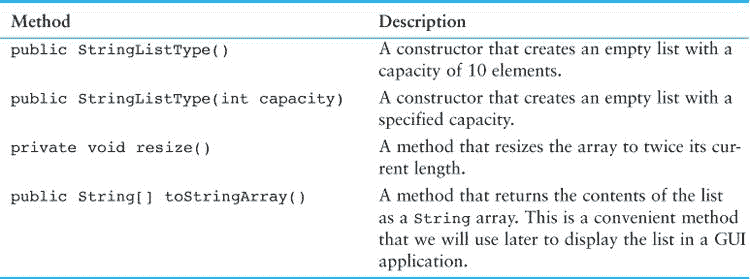 Method Description
public StringListType() A constructor that creates an empty list with a
capacity of 10 elements.
public StringListType(int capacity) A constructor that creates an empty list with a
specified capacity.
private void resize() A method that resizes the array to twice its cur-
rent length.
public String[] toStringArray() A method that returns the contents of the list
as a String array. This is a convenient method
that we will use later to display the list in a GUI
application.